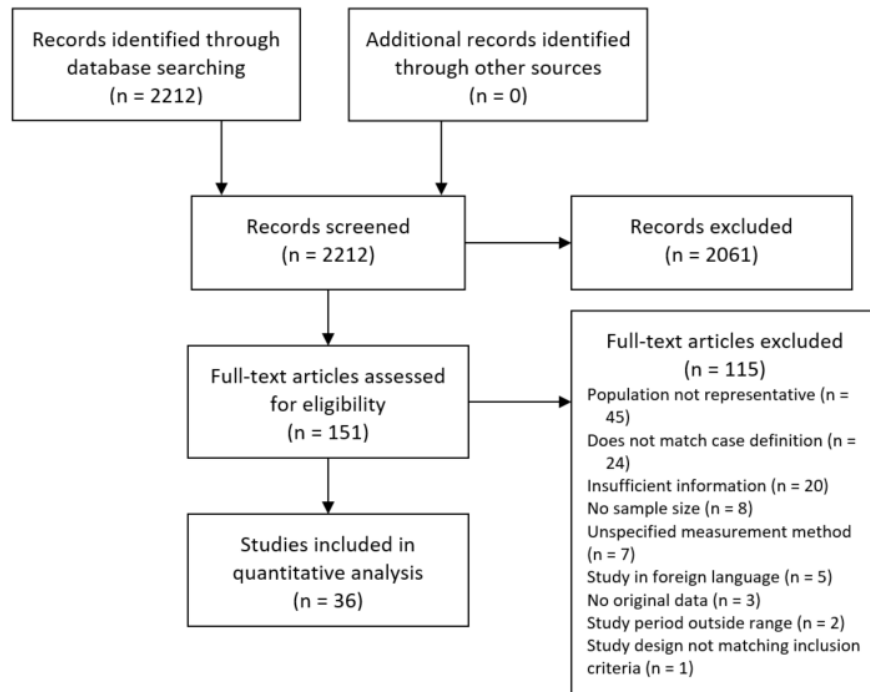 Records identified through
database searching
(n = 2212)
Additional records identified
through other sources
(n = 0)
Records screened
(n = 2212)
Records excluded
(n = 2061)
Full-text articles assessed
for eligibility
(n = 151)
Full-text articles excluded
(n = 115)
Population not representative (n =
45)
Does not match case definition (n =
24)
Insufficient information (n = 20)
No sample size (n = 8)
Unspecified measurement method
(n = 7)
Study in foreign language (n = 5)
No original data (n = 3)
Study period outside range (n = 2)
Study design not matching inclusion
criteria (n = 1)
Studies included in
quantitative analysis
(n = 36)